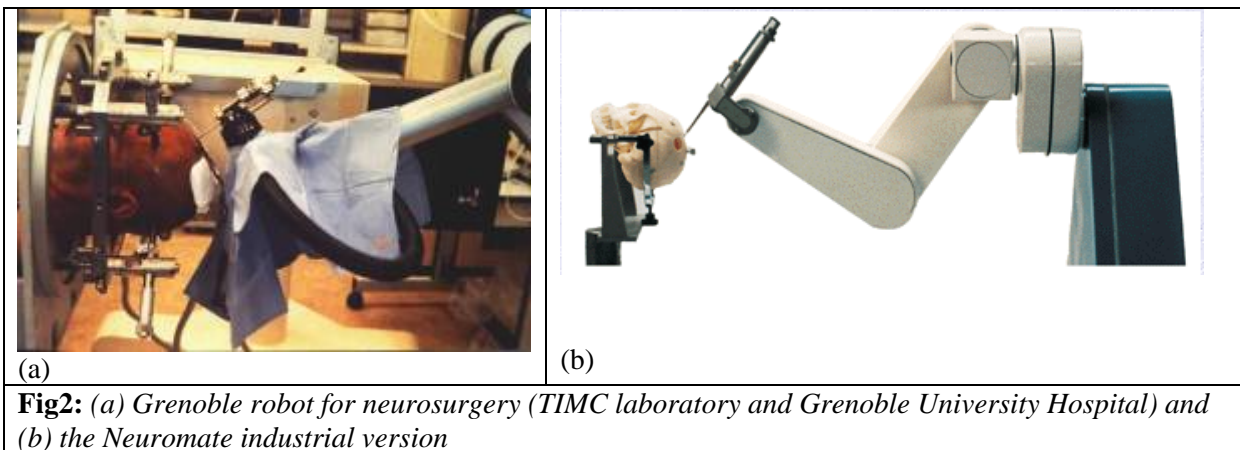 (a)
(b)
Fig2: (a) Grenoble robot for neurosurgery (TIMC laboratory and Grenoble University Hospital) and
(b) the Neuromate industrial version